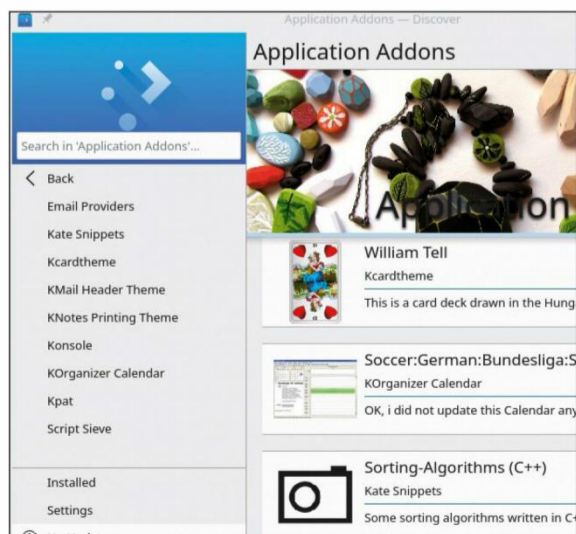 Application Addons — Discover
Application Addons
Search in 'Application Addons'...
Application
Back
Email Providers
Kate Snippets
Kcardtheme
KMail Header Theme
KNotes Printing Theme
Konsole
KOrganizer Calendar
Kpat
Script Sieve
Installed
Settings
William Tell
Kcardtheme
This is a card deck drawn in the Hung
Soccer:German:Bundesliga:S
KOrganizer Calendar
OK, i did not update this Calendar any
Sorting-Algorithms (C++)
Kate Snippets
Some sorting algorithms written in C+